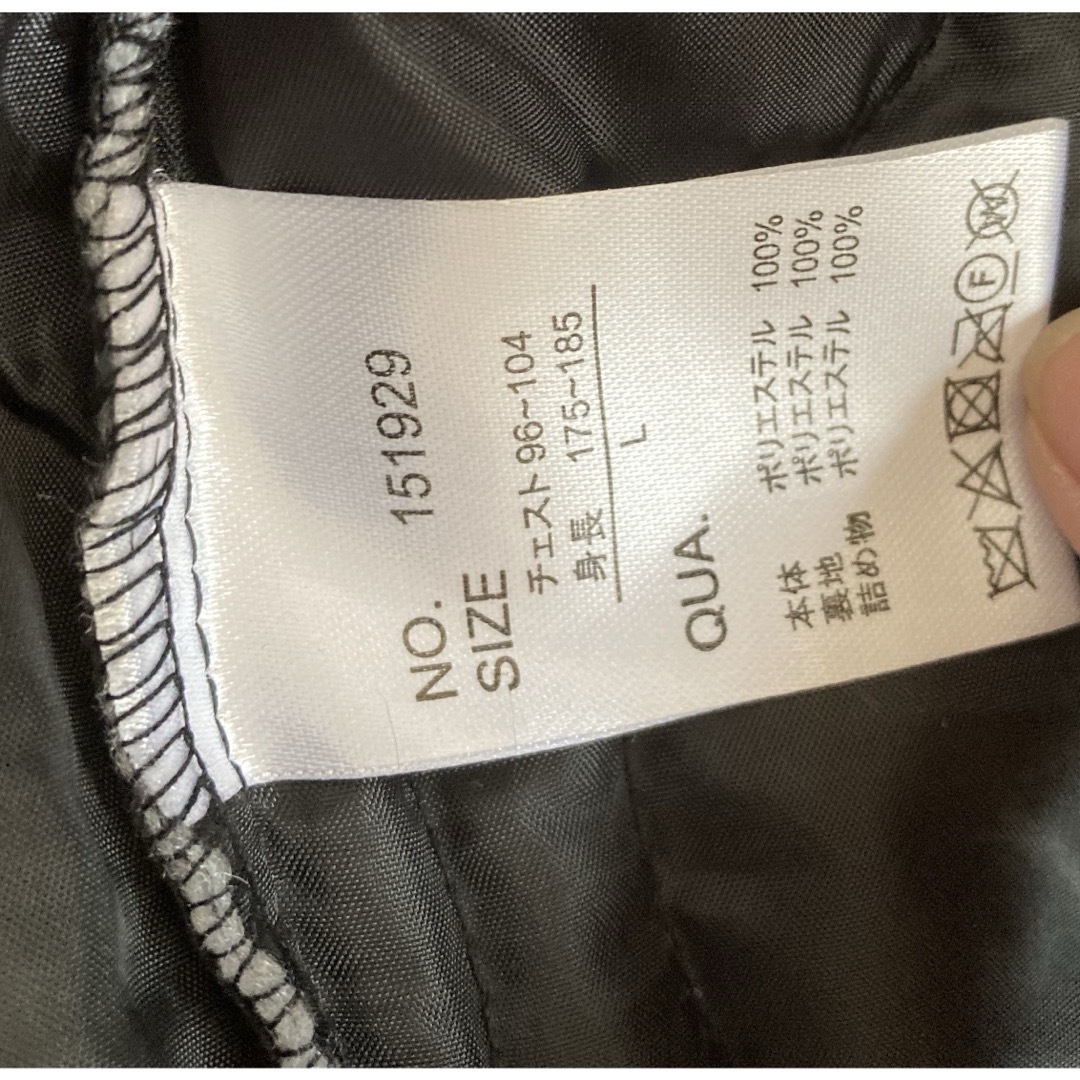 NO. 151929
SIZE
チェスト96~104
身長 175~185
L
QUA.
本体 ポリエステル 100%
裏地 ポリエステル 100%
詰め物 ポリエステル 100%
F W